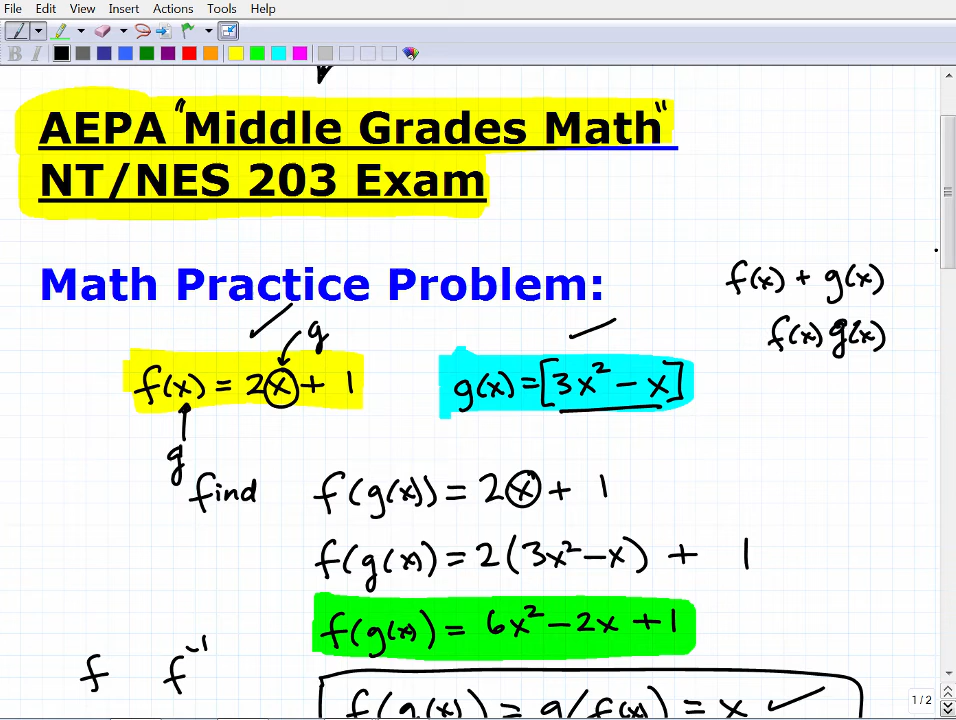 File Edit View Insert Actions Tools Help
B I
AEPA "Middle Grades Math"
NT/NES 203 Exam
Math Practice Problem:
f(x) + g(x)
f(x) g(x)
g
f(x) = 2x + 1
g(x) = [3x² - x]
g
find f(g(x)) = 2x + 1
f(g(x) = 2(3x² - x) + 1
f(g(x) = 6x² - 2x + 1
f f⁻¹
f(g(x) = g(f(x) = x
1 / 2